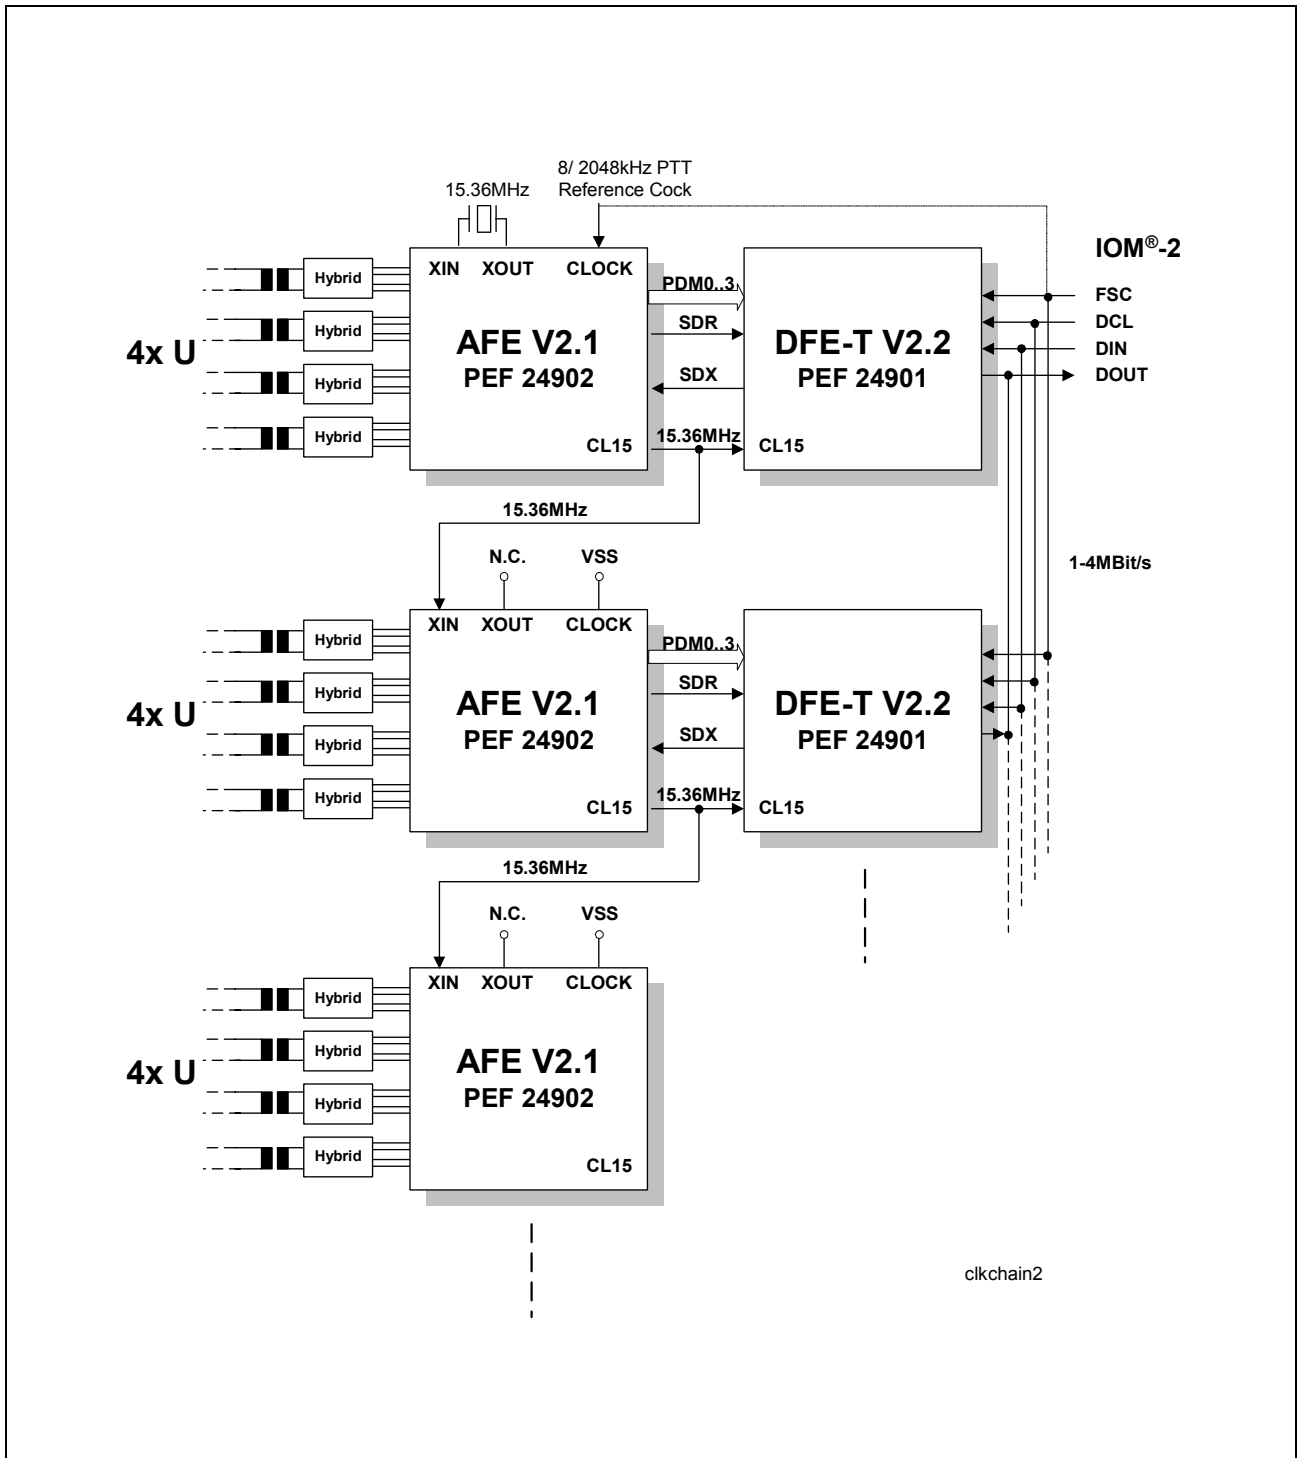 8/ 2048kHz PTT
Reference Cock
15.36MHz
IOM®-2
XIN XOUT CLOCK
Hybrid
Hybrid
Hybrid
Hybrid
4x U
AFE V2.1
PEF 24902
CL15
PDM0..3
SDR
SDX
15.36MHz
DFE-T V2.2
PEF 24901
CL15
FSC
DCL
DIN
DOUT
15.36MHz
N.C.
VSS
1-4MBit/s
XIN XOUT CLOCK
Hybrid
Hybrid
Hybrid
Hybrid
4x U
AFE V2.1
PEF 24902
CL15
PDM0..3
SDR
SDX
15.36MHz
DFE-T V2.2
PEF 24901
CL15
15.36MHz
N.C.
VSS
XIN XOUT CLOCK
Hybrid
Hybrid
Hybrid
Hybrid
4x U
AFE V2.1
PEF 24902
CL15
clkchain2